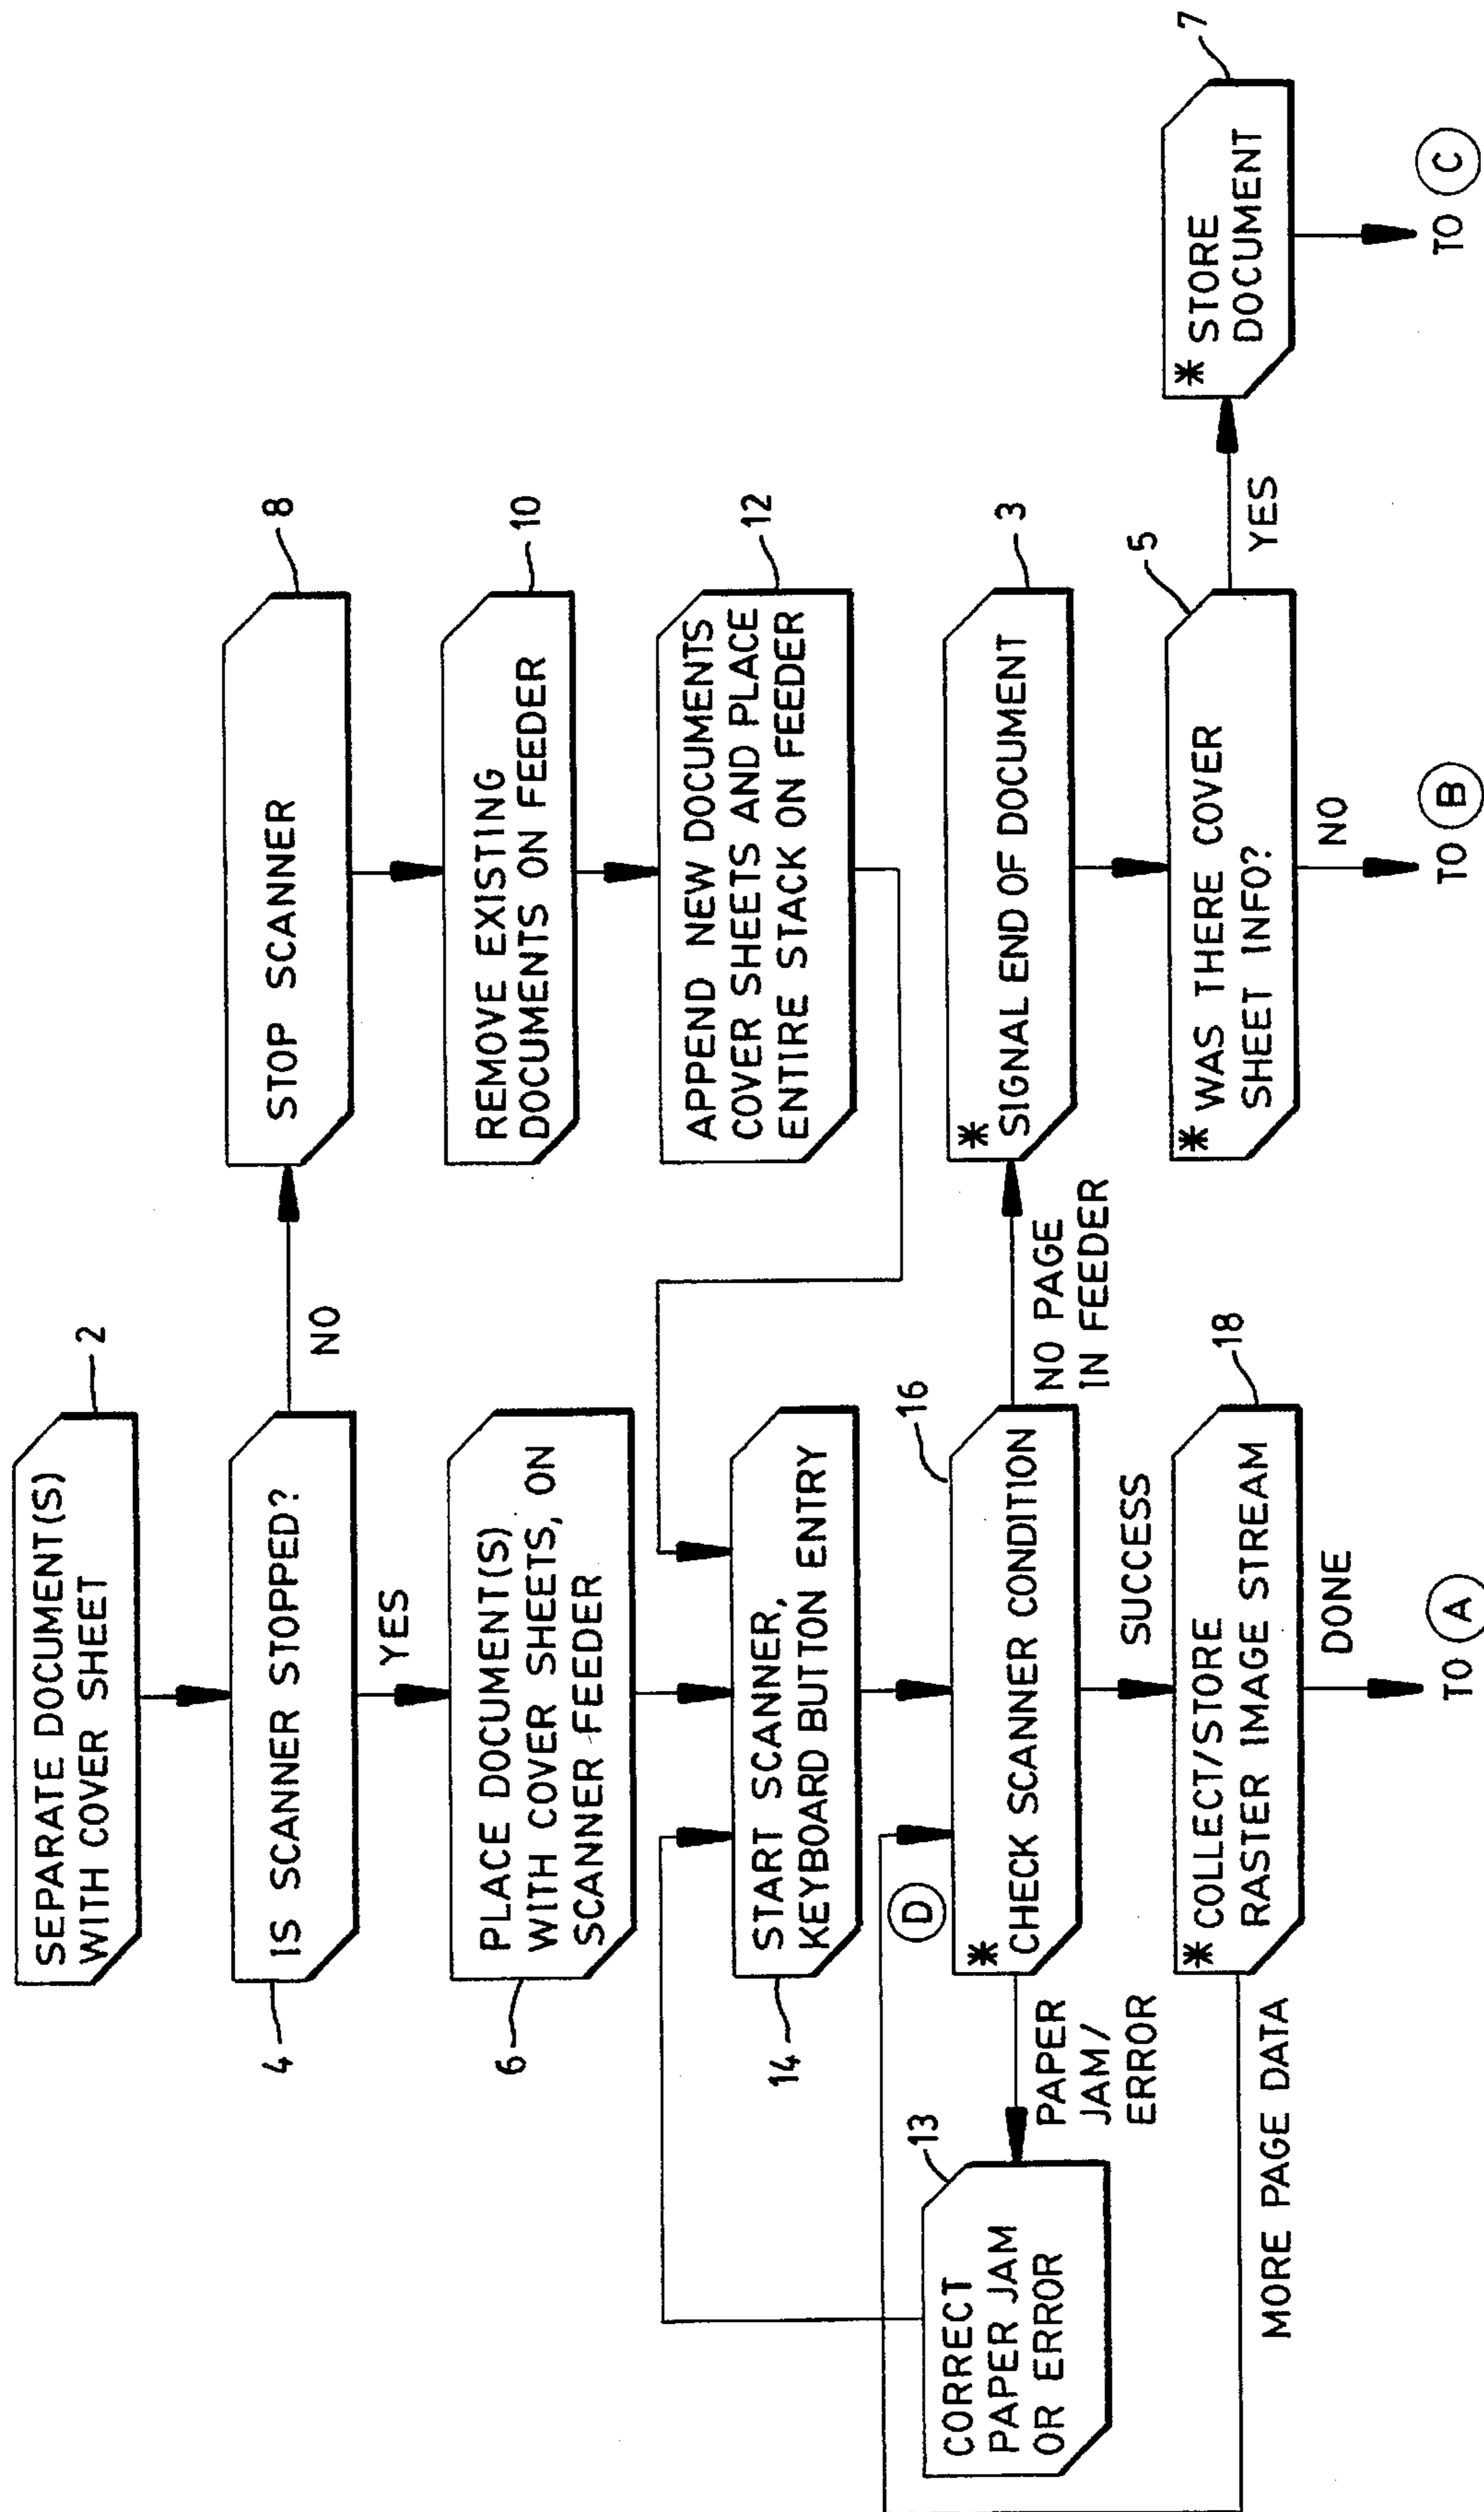 2
SEPARATE DOCUMENT(S)
WITH COVER SHEET
4
IS SCANNER STOPPED?
NO
8
STOP SCANNER
YES
6
PLACE DOCUMENT(S)
WITH COVER SHEETS, ON
SCANNER FEEDER
10
REMOVE EXISTING
DOCUMENTS ON FEEDER
12
APPEND NEW DOCUMENTS
COVER SHEETS AND PLACE
ENTIRE STACK ON FEEDER
14
START SCANNER,
KEYBOARD BUTTON ENTRY
D
16
* CHECK SCANNER CONDITION
13
CORRECT
PAPER JAM
OR ERROR
PAPER
JAM/
ERROR
NO PAGE
IN FEEDER
3
* SIGNAL END OF DOCUMENT
SUCCESS
18
* COLLECT/STORE
RASTER IMAGE STREAM
MORE PAGE DATA
DONE
TO A
5
* WAS THERE COVER
SHEET INFO?
NO
TO B
YES
7
* STORE
DOCUMENT
TO C